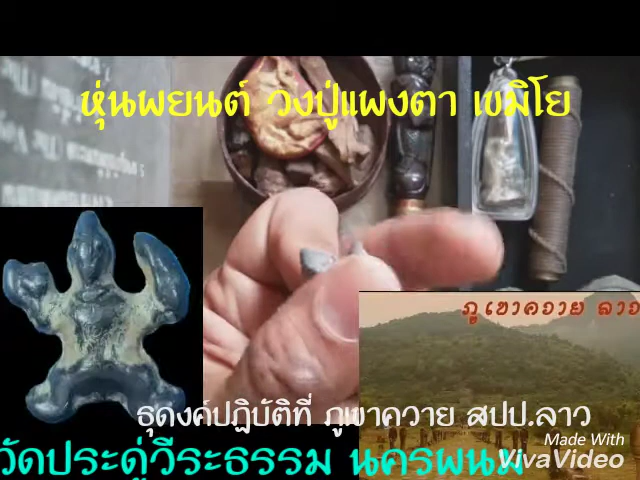 หุ่นพยนต์ วงปู่แผงตา เขมิโย
ภูเขาควาย ลาว
ธุดงค์ปฏิบัติที่ ภูเขาควาย สปป.ลาว
วัดประดู่วีระธรรม นครพนม
Made With
VivaVideo